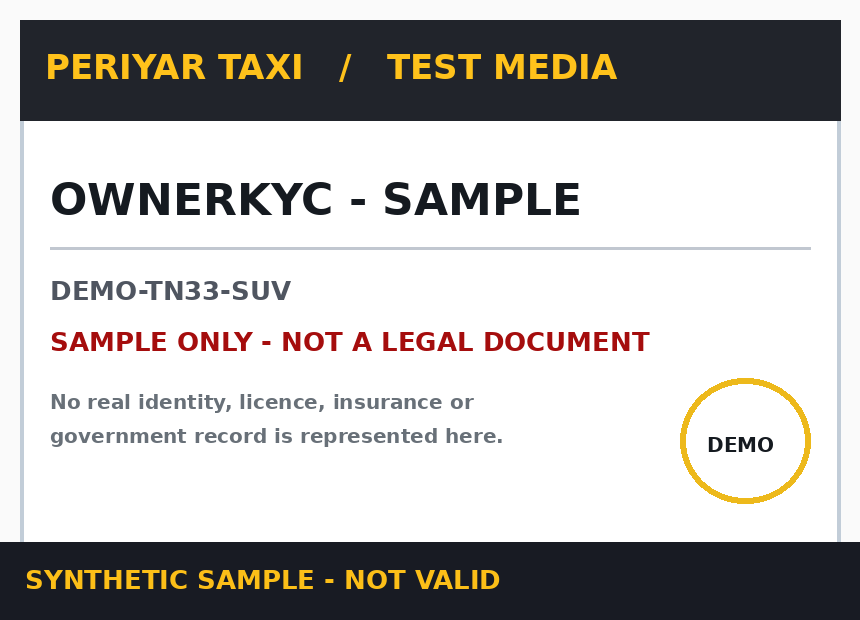 PERIYAR TAXI / TEST MEDIA
OWNERKYC - SAMPLE
DEMO-TN33-SUV
SAMPLE ONLY - NOT A LEGAL DOCUMENT
No real identity, licence, insurance or
government record is represented here.
DEMO
SYNTHETIC SAMPLE - NOT VALID